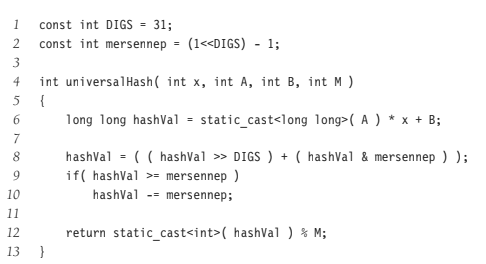 1 const int DIGS = 31;
2 const int mersennep = (1<<DIGS) - 1;
3
4 int universalHash( int x, int A, int B, int M )
5 {
6 long long hashVal = static_cast<long long>( A ) * x + B;
7
8 hashVal = ( ( hashVal >> DIGS ) + ( hashVal & mersennep ) );
9 if( hashVal >= mersennep )
10 hashVal -= mersennep;
11
12 return static_cast<int>( hashVal ) % M;
13 }